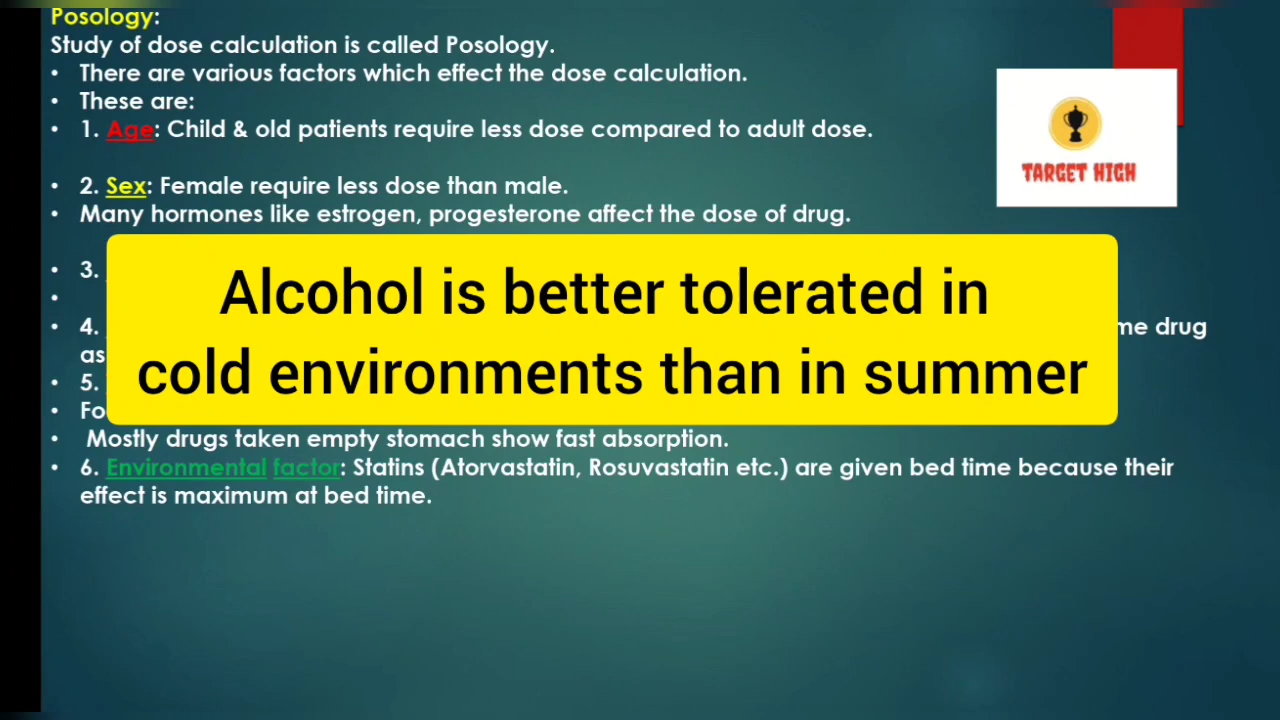 Posology:
Study of dose calculation is called Posology.
• There are various factors which effect the dose calculation.
• These are:
• 1. Age: Child & old patients require less dose compared to adult dose.
• 2. Sex: Female require less dose than male.
• Many hormones like estrogen, progesterone affect the dose of drug.
TARGET HIGH
• 3.
•
Alcohol is better tolerated in
cold environments than in summer
• 4. drug
as
• 5.
• Mostly drugs taken empty stomach show fast absorption.
• 6. Environmental factor: Statins (Atorvastatin, Rosuvastatin etc.) are given bed time because their
effect is maximum at bed time.